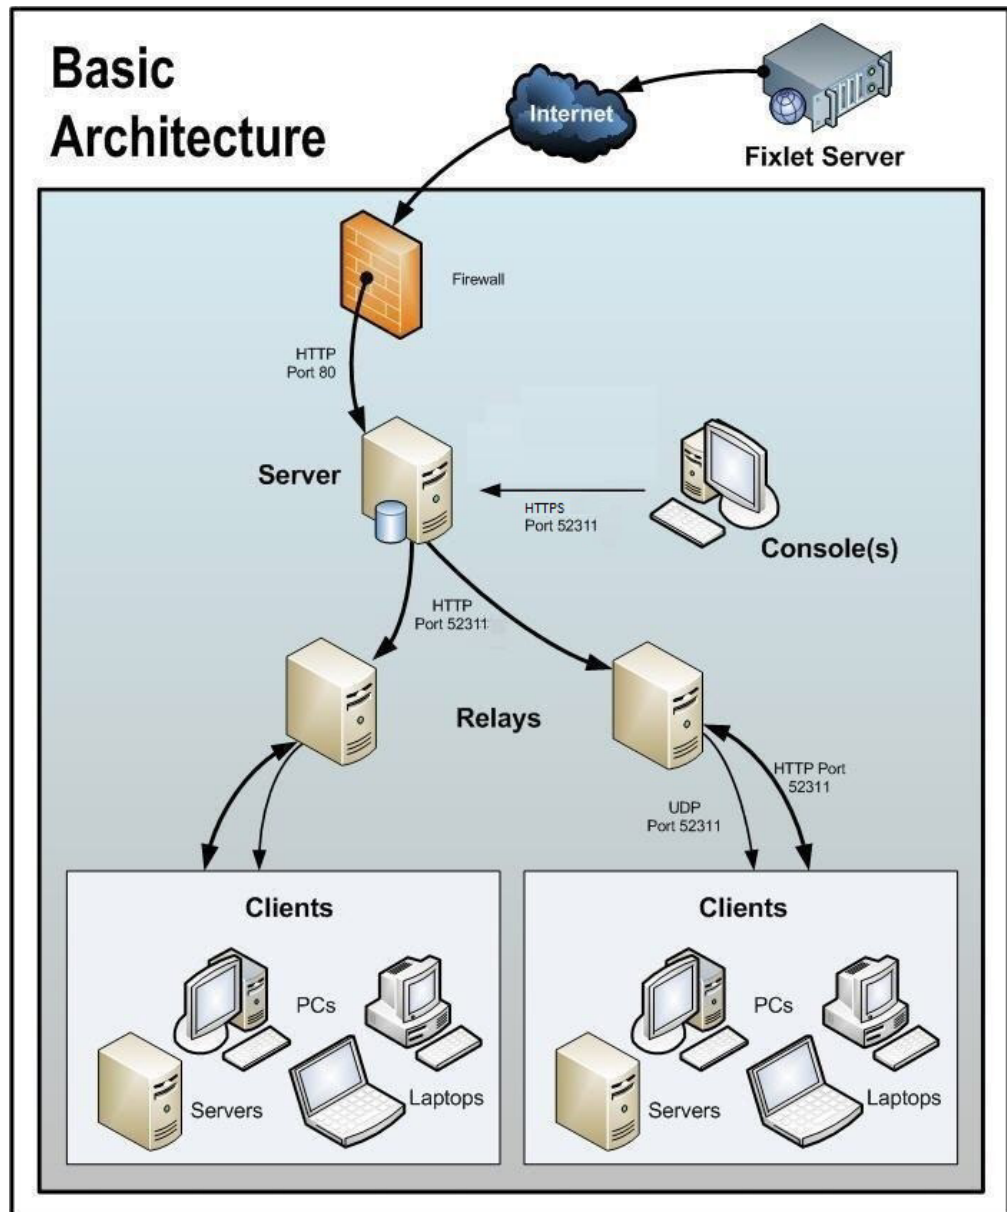 Basic
Architecture
Internet
Fixlet Server
Firewall
HTTP
Port 80
Server
HTTPS
Port 52311
Console(s)
HTTP
Port 52311
Relays
HTTP Port
52311
UDP
Port 52311
Clients
PCs
Servers
Laptops
Clients
PCs
Servers
Laptops